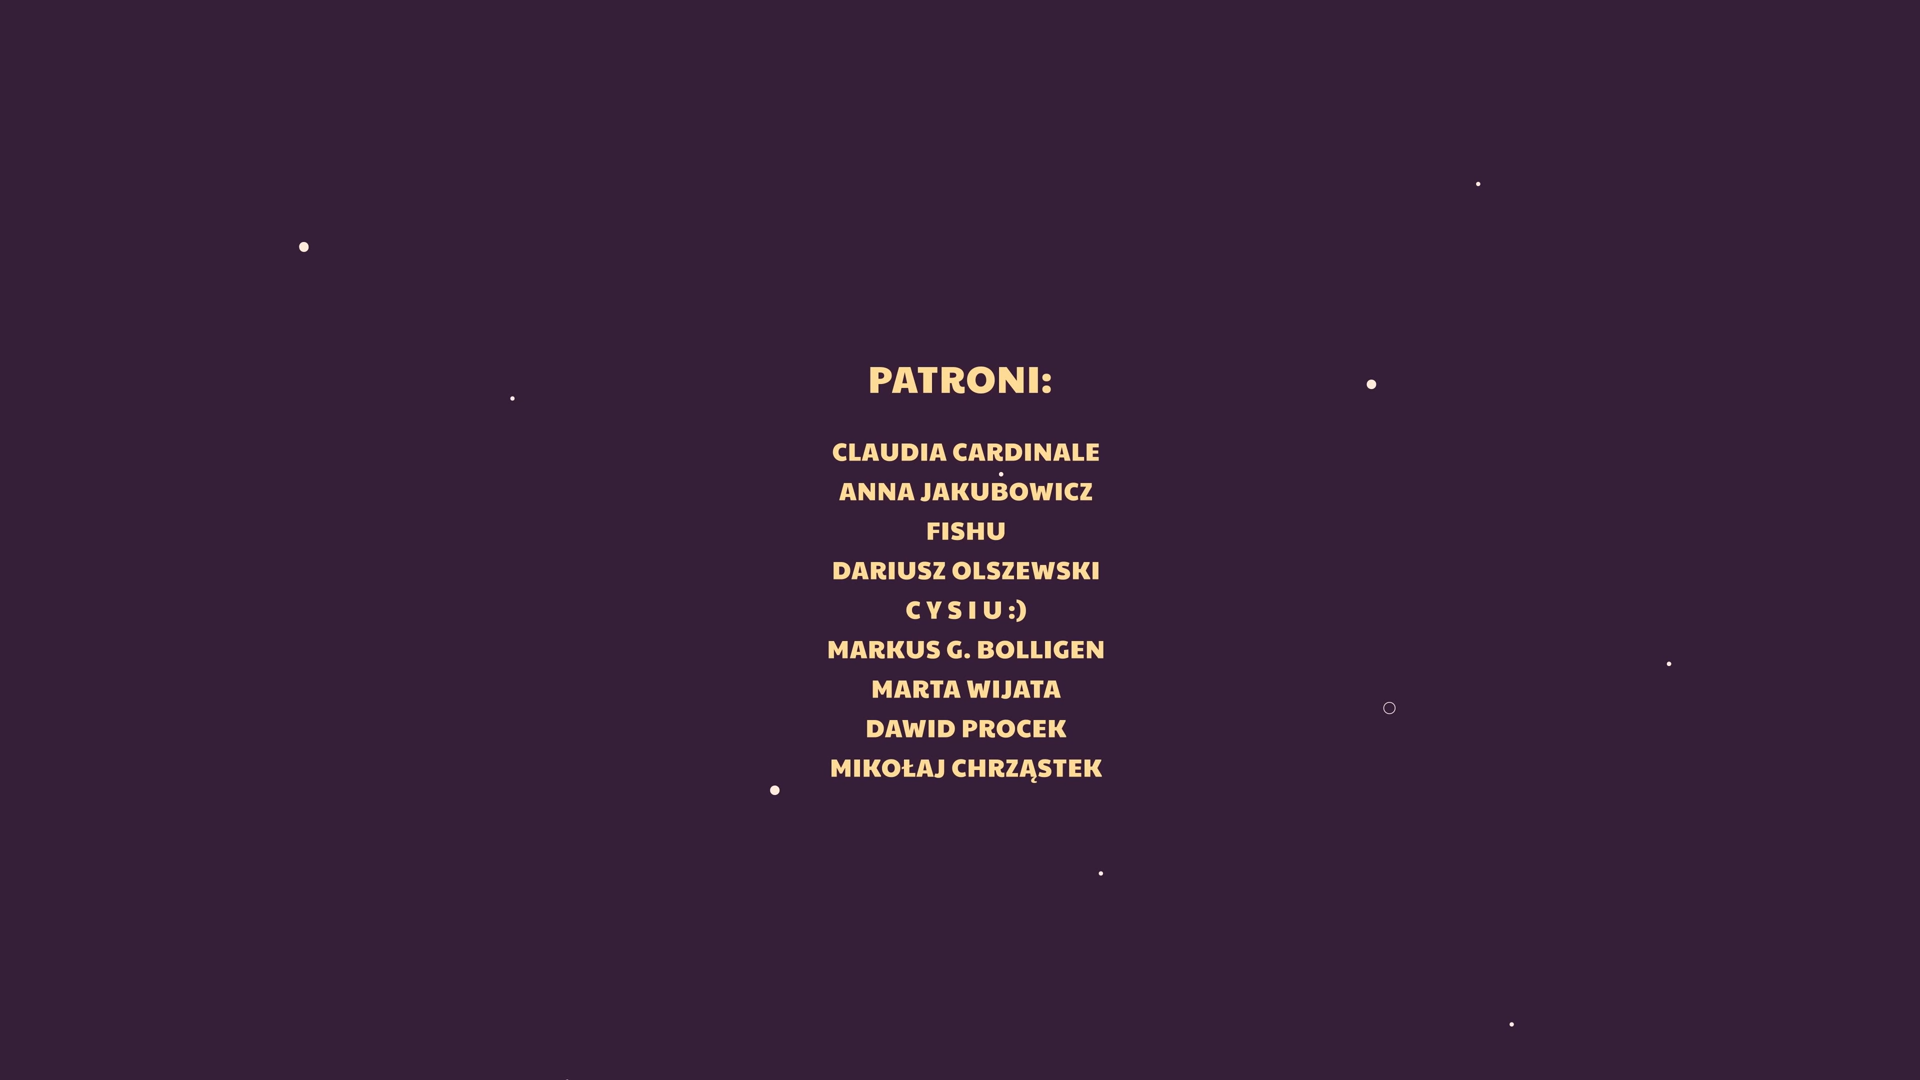 PATRONI:
CLAUDIA CARDINALE
ANNA JAKUBOWICZ
FISHU
DARIUSZ OLSZEWSKI
C Y S I U :)
MARKUS G. BOLLIGEN
MARTA WIJATA
DAWID PROCEK
MIKOŁAJ CHRZĄSTEK